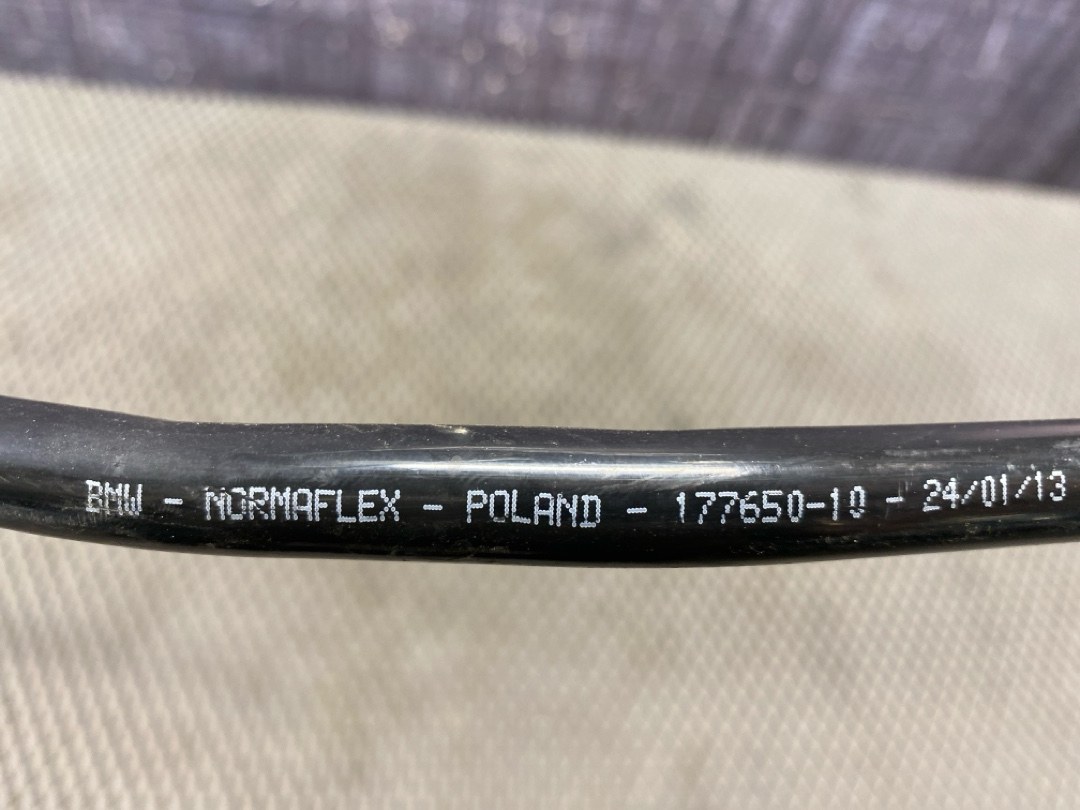 BMW - NORMAFLEX - POLAND - 177650-10 - 24/01/13